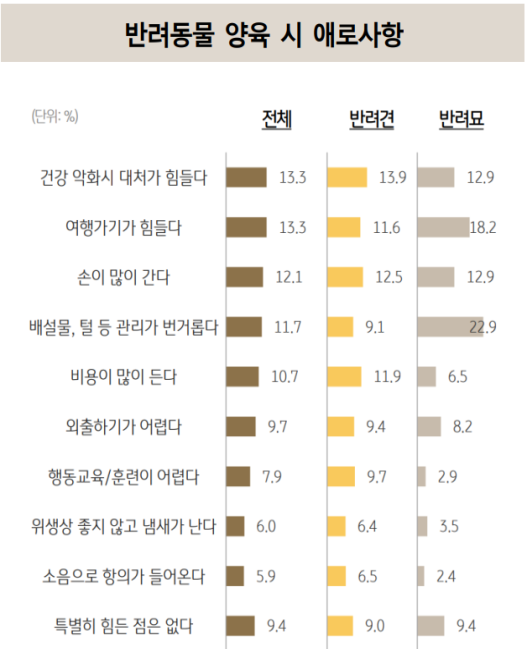 반려동물 양육 시 애로사항
(단위: %) 전체 반려견 반려묘
건강 악화시 대처가 힘들다 13.3 13.9 12.9
여행가기가 힘들다 13.3 11.6 18.2
손이 많이 간다 12.1 12.5 12.9
배설물, 털 등 관리가 번거롭다 11.7 9.1 22.9
비용이 많이 든다 10.7 11.9 6.5
외출하기가 어렵다 9.7 9.4 8.2
행동교육/훈련이 어렵다 7.9 9.7 2.9
위생상 좋지 않고 냄새가 난다 6.0 6.4 3.5
소음으로 항의가 들어온다 5.9 6.5 2.4
특별히 힘든 점은 없다 9.4 9.0 9.4